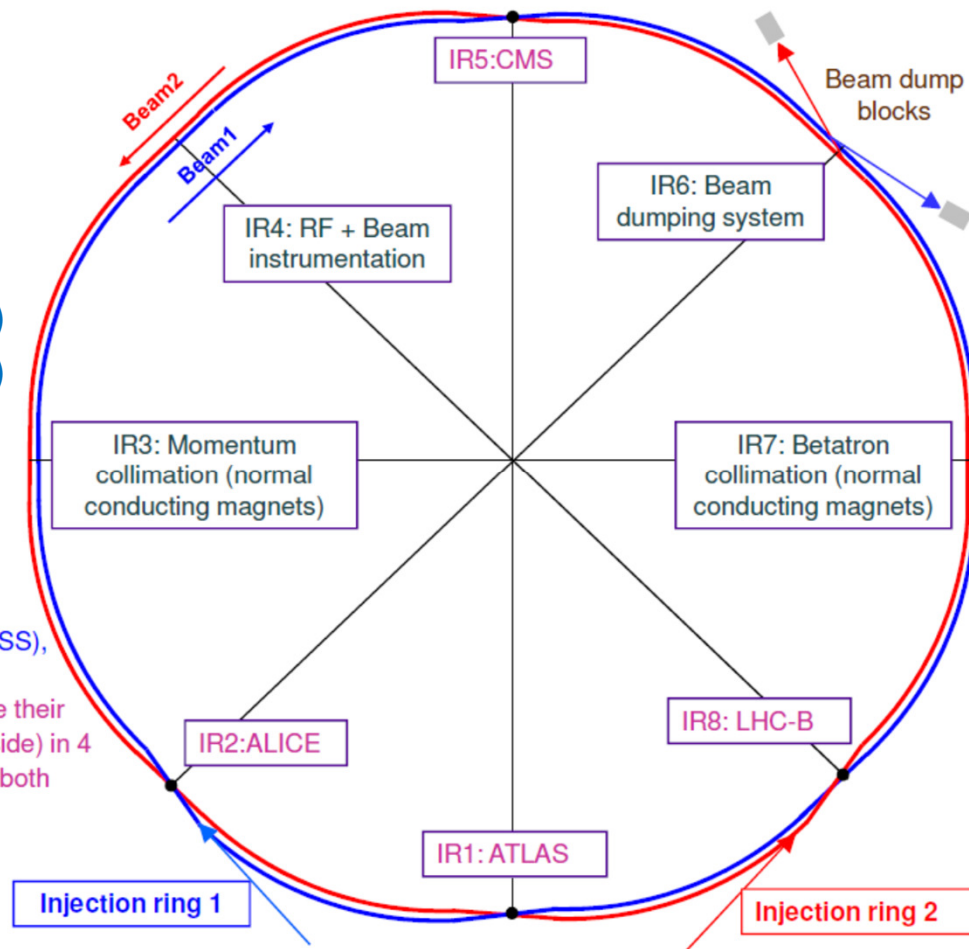 IR5:CMS
Beam dump
blocks
Beam2
Beam1
IR6: Beam
dumping system
IR4: RF + Beam
instrumentation
)
)
IR3: Momentum
collimation (normal
conducting magnets)
IR7: Betatron
collimation (normal
conducting magnets)
SS),
e their
side) in 4
both
IR2:ALICE
IR8: LHC-B
IR1: ATLAS
Injection ring 1
Injection ring 2